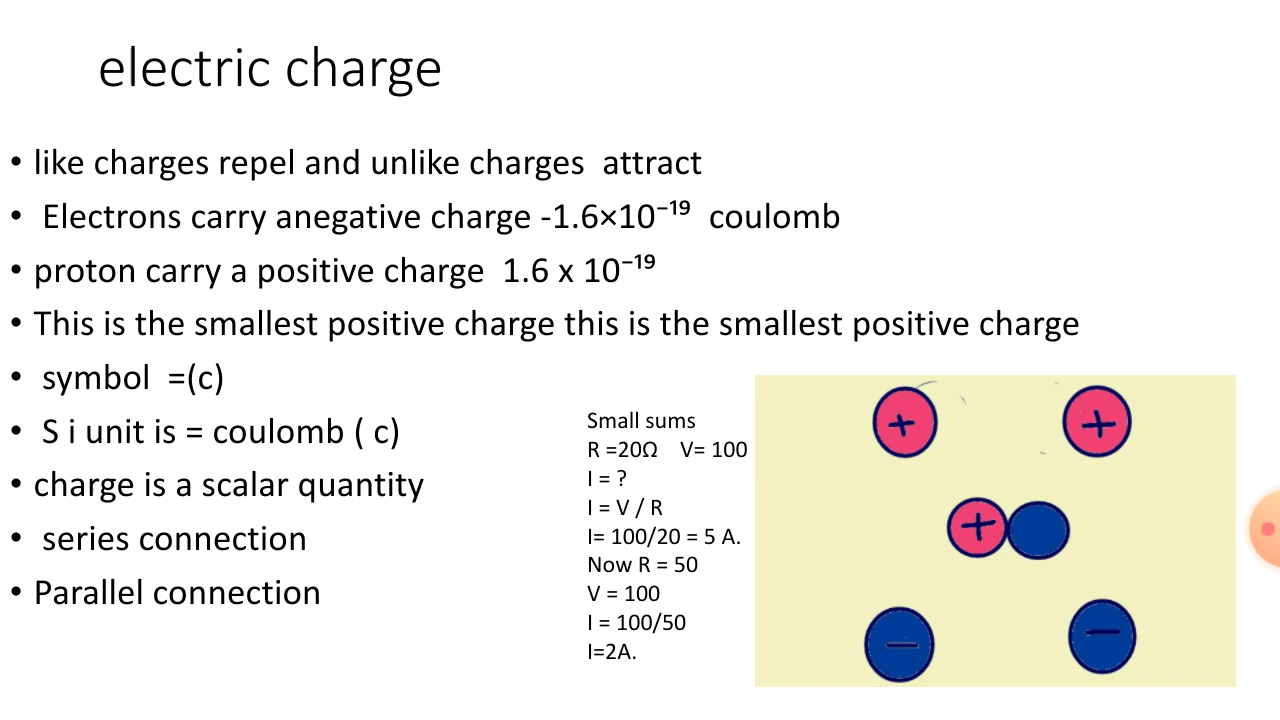 electric charge
• like charges repel and unlike charges  attract
•  Electrons carry anegative charge -1.6×10⁻¹⁹  coulomb
• proton carry a positive charge  1.6 x 10⁻¹⁹
• This is the smallest positive charge this is the smallest positive charge
•  symbol  =(c)
•  S i unit is = coulomb ( c)
• charge is a scalar quantity
•  series connection
• Parallel connection
Small sums
R =20Ω    V= 100
I = ?
I = V / R
I= 100/20 = 5 A.
Now R = 50
V = 100
I = 100/50
I=2A.
+ +
+
− −